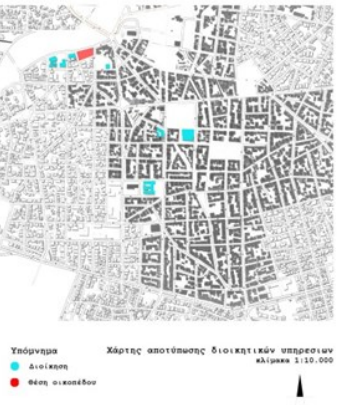 Υπόμνημα
Χάρτης αποτύπωσης διοικητικών υπηρεσιων
κλίμακα 1:10.000
Διοίκηση
Θέση οικοπέδου